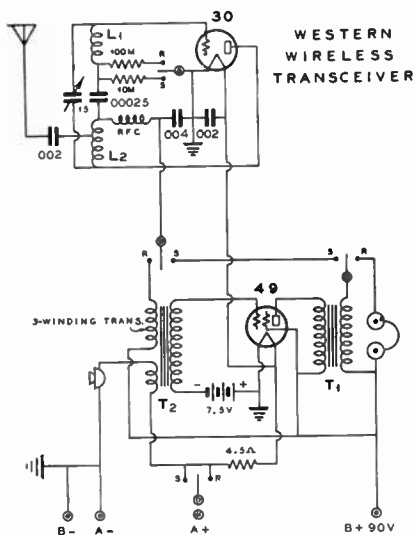 30
WESTERN
WIRELESS
TRANSCEIVER
L1
100M
R
10M
S
15
.00025
RFC
.004
.002
.002
L2
R
S
S
R
49
3-WINDING TRANS.
T2
T1
-
+
7.5V
4.5Ω
S
R
B-
A-
A+
B+ 90V